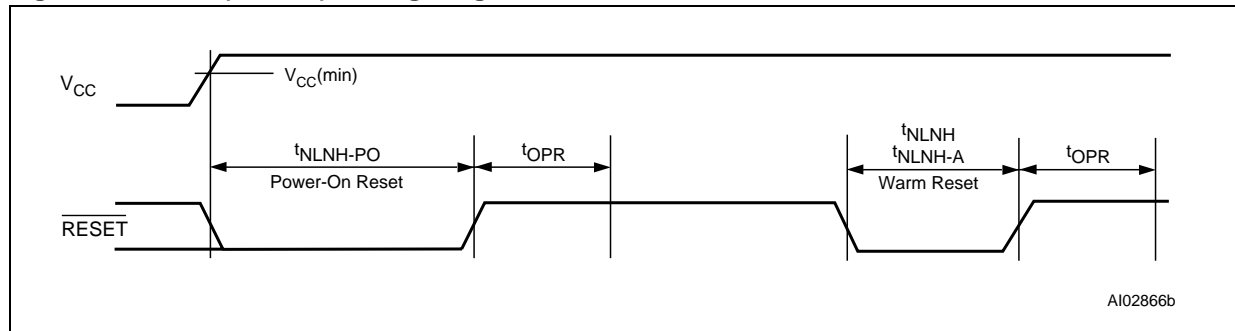 VCC
VCC(min)
tNLNH-PO
Power-On Reset
tOPR
tNLNH
tNLNH-A
Warm Reset
tOPR
RESET
AI02866b